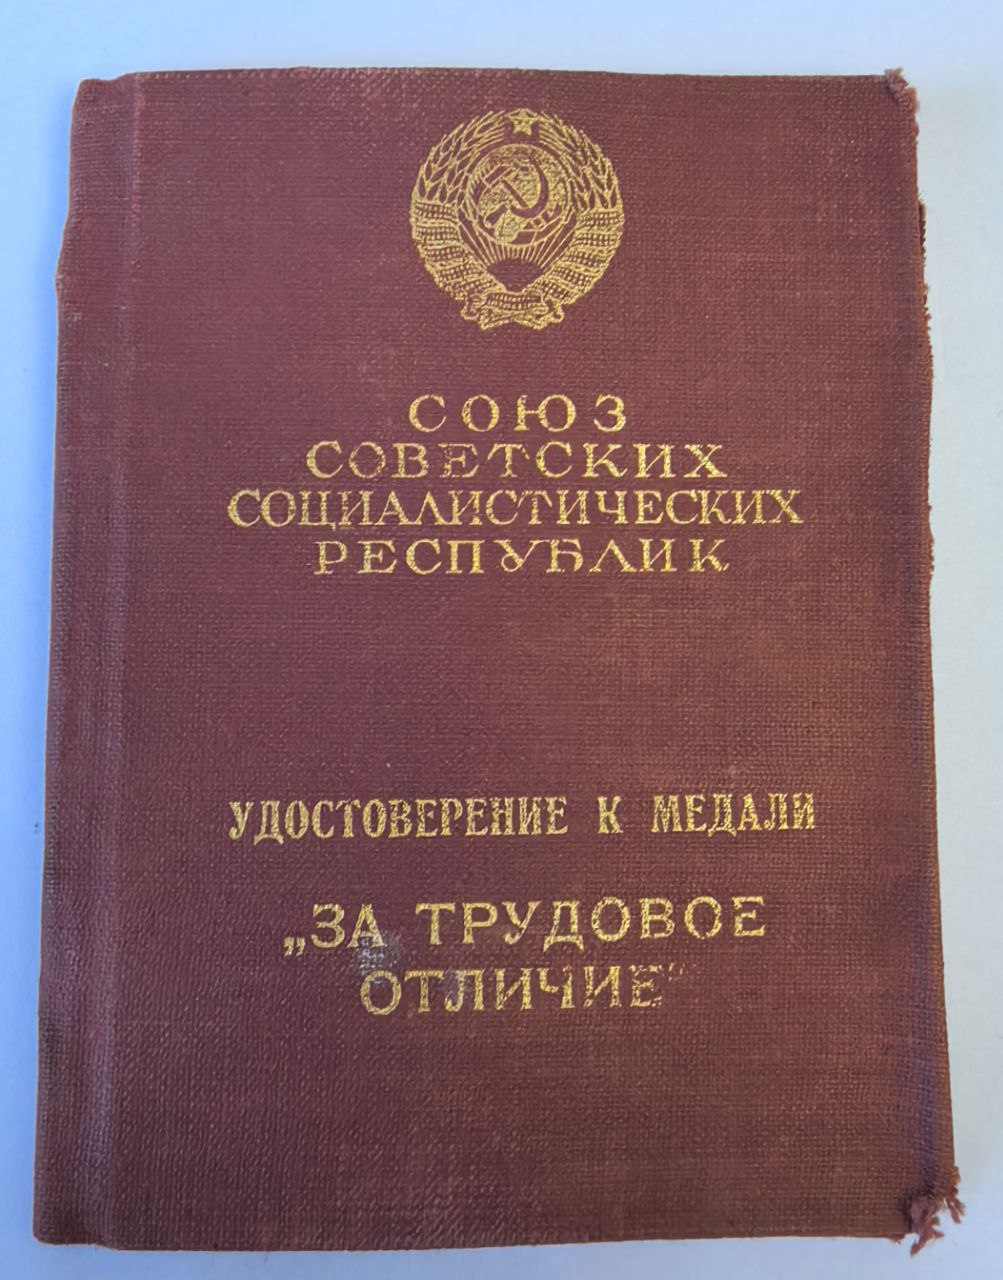 СОЮЗ
СОВЕТСКИХ
СОЦИАЛИСТИЧЕСКИХ
РЕСПУБЛИК
УДОСТОВЕРЕНИЕ К МЕДАЛИ
„ЗА ТРУДОВОЕ
ОТЛИЧИЕ“